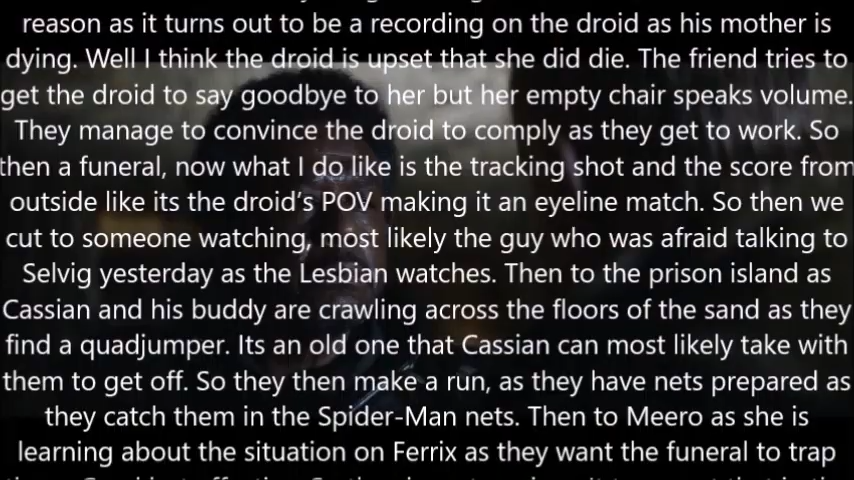 reason as it turns out to be a recording on the droid as his mother is
dying. Well I think the droid is upset that she did die. The friend tries to
get the droid to say goodbye to her but her empty chair speaks volume.
They manage to convince the droid to comply as they get to work. So
then a funeral, now what I do like is the tracking shot and the score from
outside like its the droid’s POV making it an eyeline match. So then we
cut to someone watching, most likely the guy who was afraid talking to
Selvig yesterday as the Lesbian watches. Then to the prison island as
Cassian and his buddy are crawling across the floors of the sand as they
find a quadjumper. Its an old one that Cassian can most likely take with
them to get off. So they then make a run, as they have nets prepared as
they catch them in the Spider-Man nets. Then to Meero as she is
learning about the situation on Ferrix as they want the funeral to trap